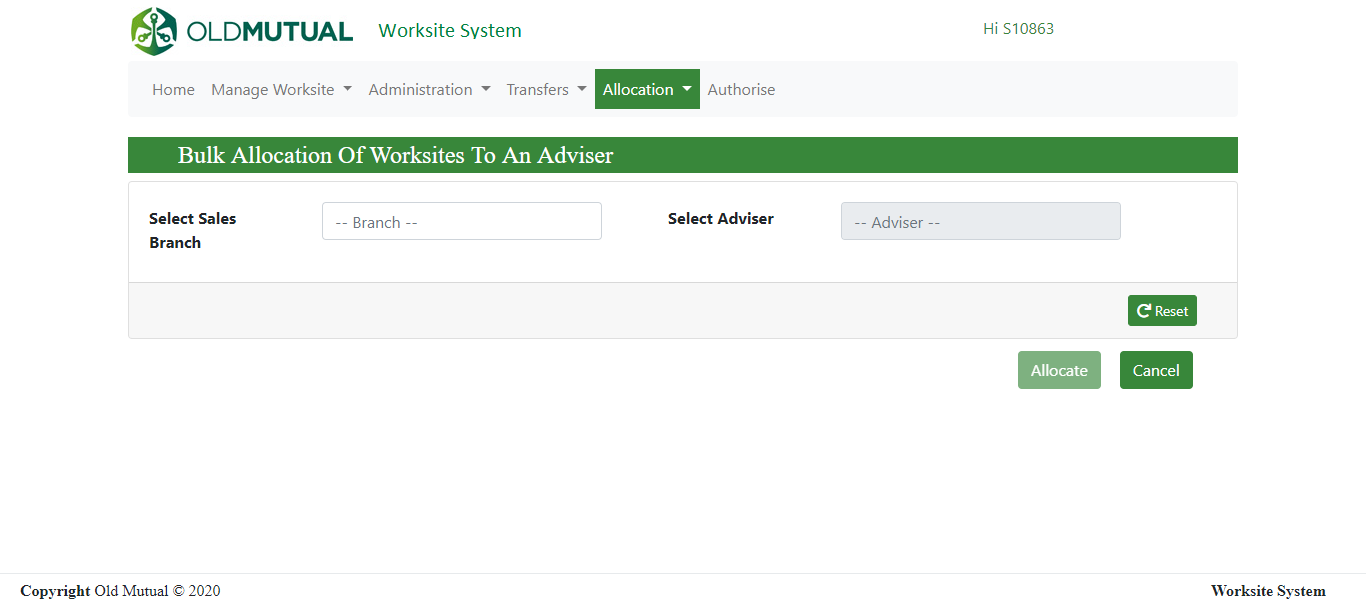 OLDMUTUAL Worksite System Hi S10863
Home Manage Worksite Administration Transfers Allocation Authorise
Bulk Allocation Of Worksites To An Adviser
Select Sales Branch -- Branch -- Select Adviser -- Adviser --
Reset
Allocate Cancel
Copyright Old Mutual © 2020 Worksite System